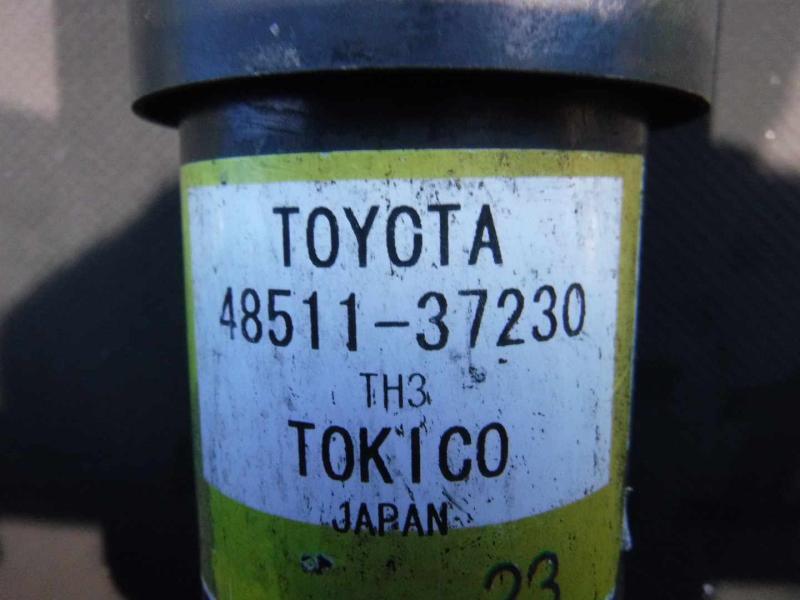 TOYOTA
48511-37230
TH3
TOKICO
JAPAN
23